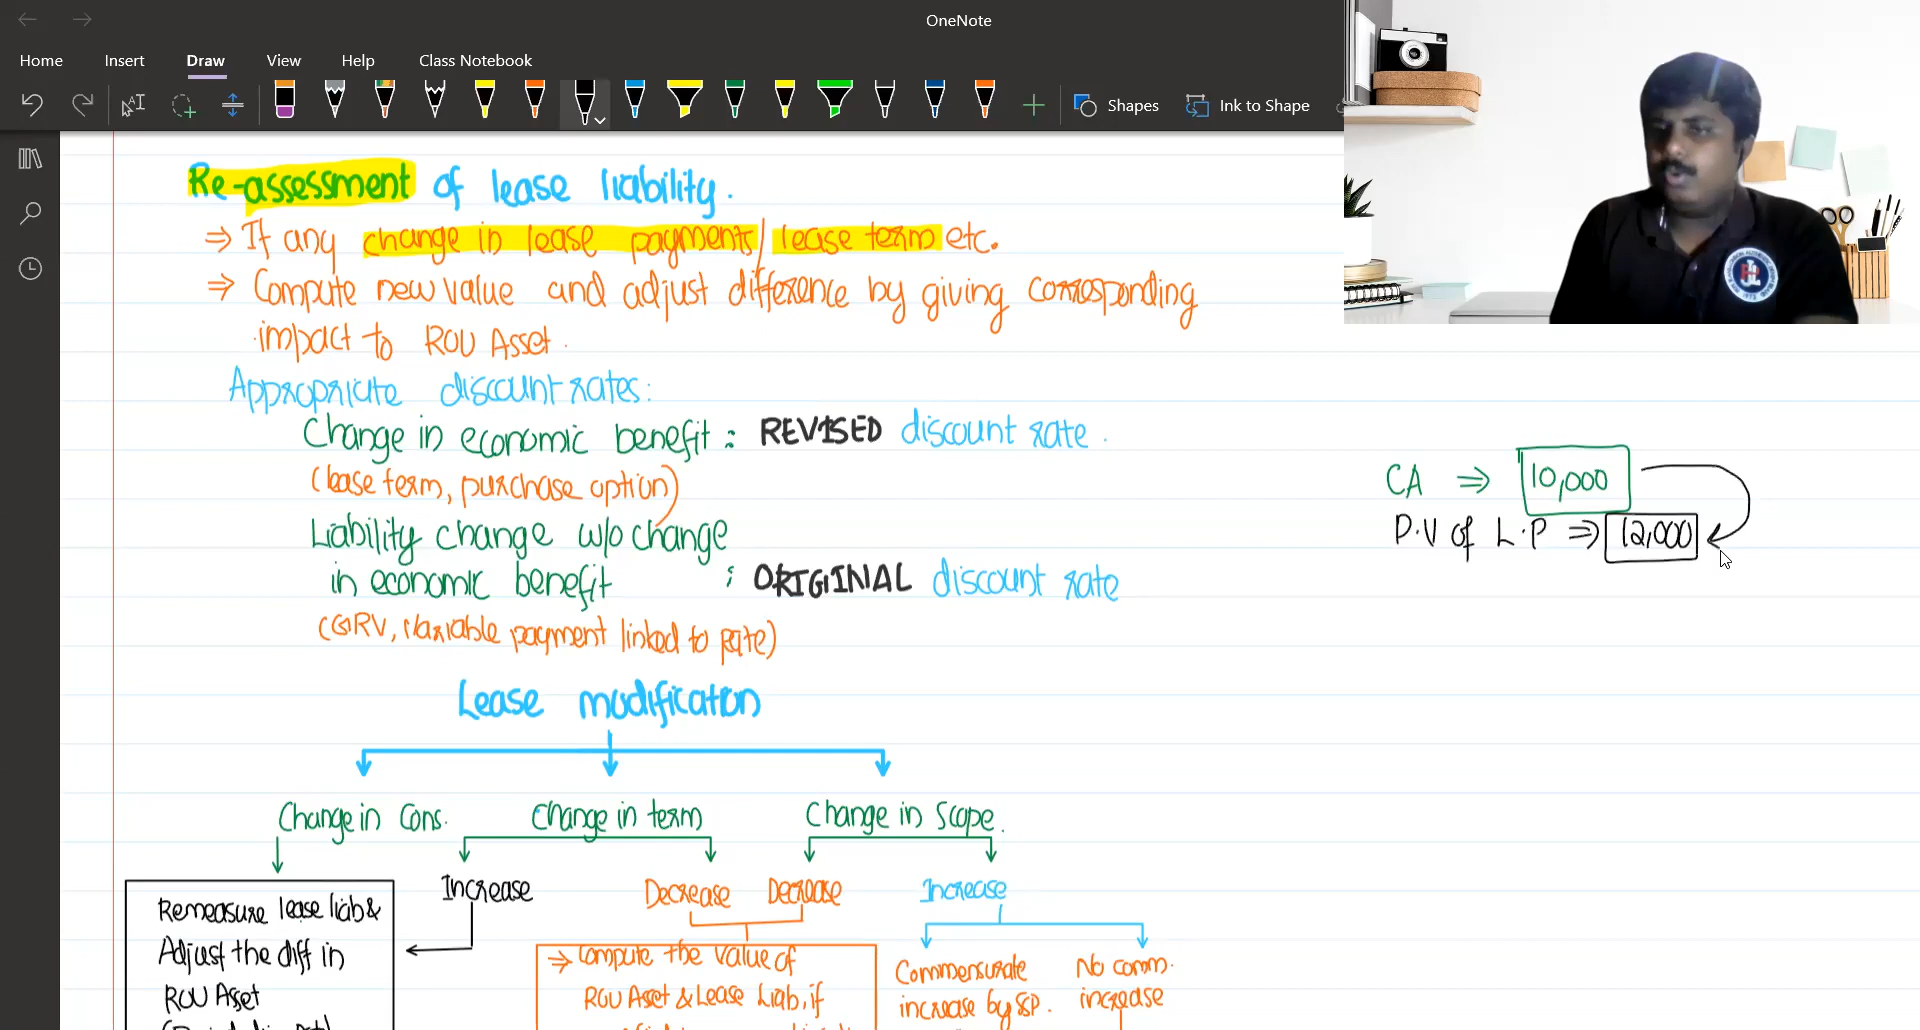 OneNote
Home Insert Draw View Help Class Notebook
Shapes Ink to Shape
Re-assessment of lease liability.
⇒ If any change in lease payments/ lease term etc.
⇒ Compute new value and adjust difference by giving corresponding
impact to ROU Asset.
Appropriate discount rates:
Change in economic benefit : REVISED discount rate.
(lease term, purchase option)
Liability change w/o change
in economic benefit : ORIGINAL discount rate
(GRV, Variable payment linked to rate)
CA ⇒ 10,000
P.V of L.P ⇒ 12,000
Lease modification
Change in Cons. Change in term Change in Scope.
Increase Decrease Decrease Increase
Remeasure lease liab &
Adjust the diff in
ROU Asset
⇒ Compute the value of
ROU Asset & Lease Liab, if
Commensurate
increase by SSP.
No comm.
increase